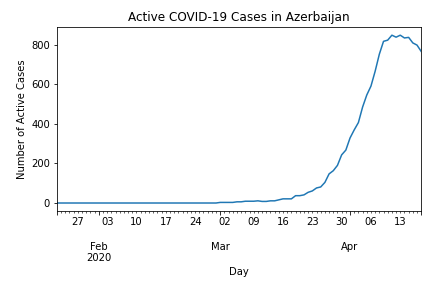 Active COVID-19 Cases in Azerbaijan
Number of Active Cases
800
600
400
200
0
27 03 10 17 24 02 09 16 23 30 06 13
Feb Mar Apr
2020
Day